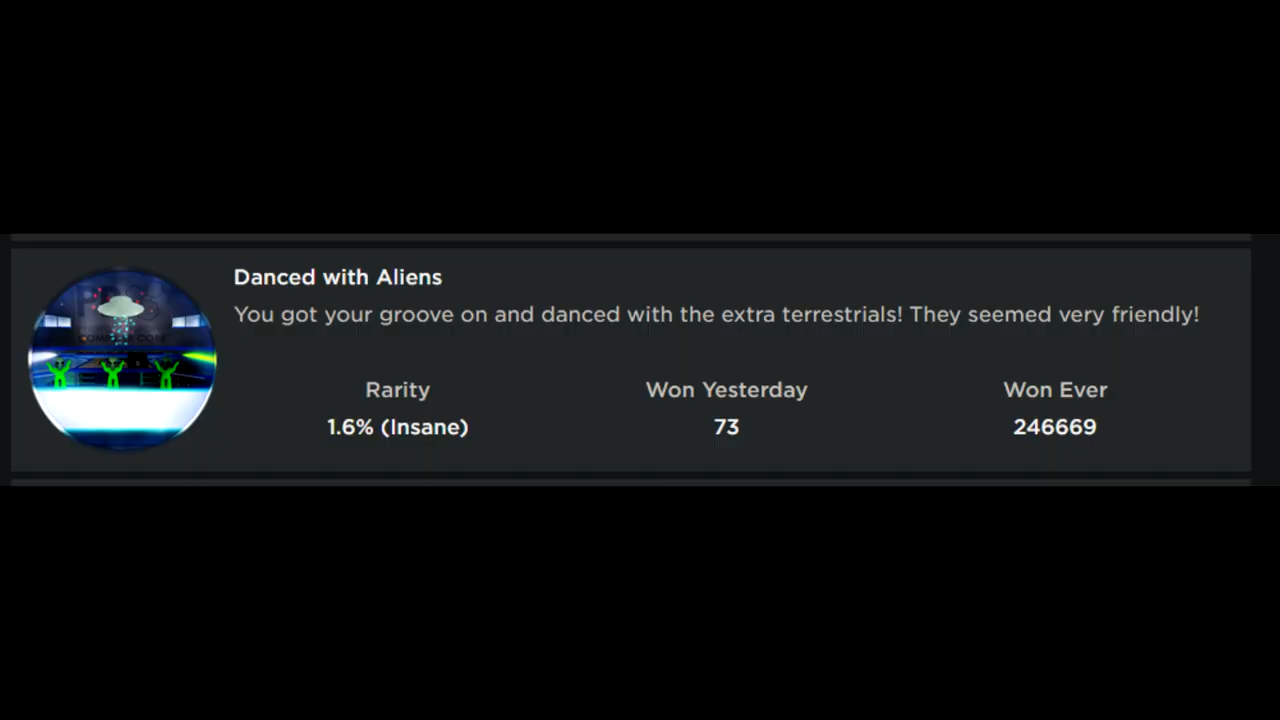 Danced with Aliens
You got your groove on and danced with the extra terrestrials! They seemed very friendly!
Rarity Won Yesterday Won Ever
1.6% (Insane) 73 246669